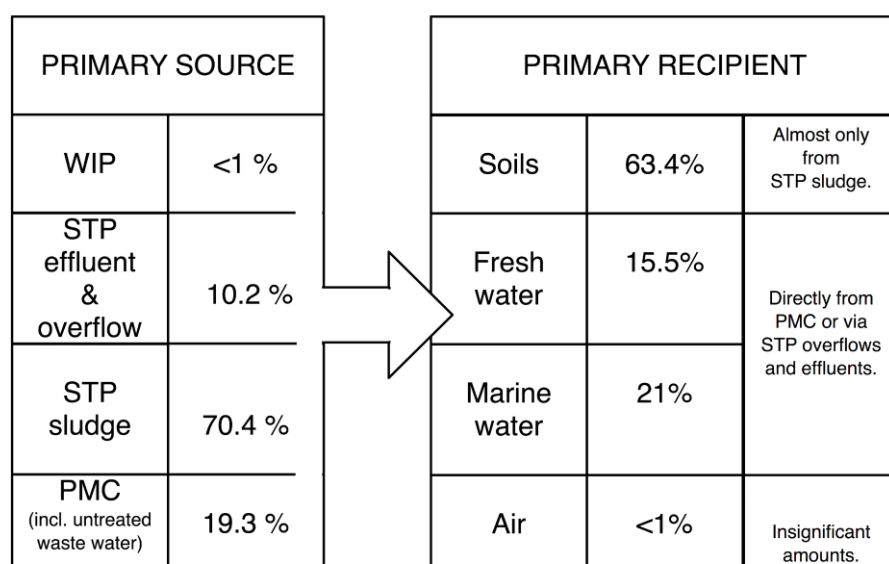 PRIMARY SOURCE
WIP
<1 %
STP
effluent
&
overflow
10.2 %
STP
sludge
70.4 %
PMC
(incl. untreated
waste water)
19.3 %
PRIMARY RECIPIENT
Soils
63.4%
Almost only
from
STP sludge.
Fresh
water
15.5%
Directly from
PMC or via
STP overflows
and effluents.
Marine
water
21%
Air
<1%
Insignificant
amounts.